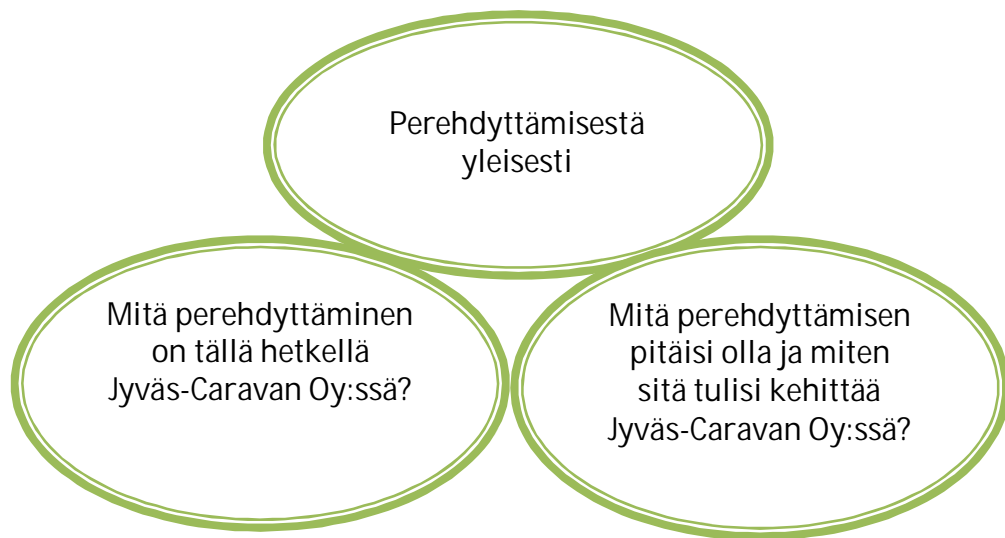 Perehdyttämisestä
yleisesti
Mitä perehdyttäminen
on tällä hetkellä
Jyväs-Caravan Oy:ssä?
Mitä perehdyttämisen
pitäisi olla ja miten
sitä tulisi kehittää
Jyväs-Caravan Oy:ssä?